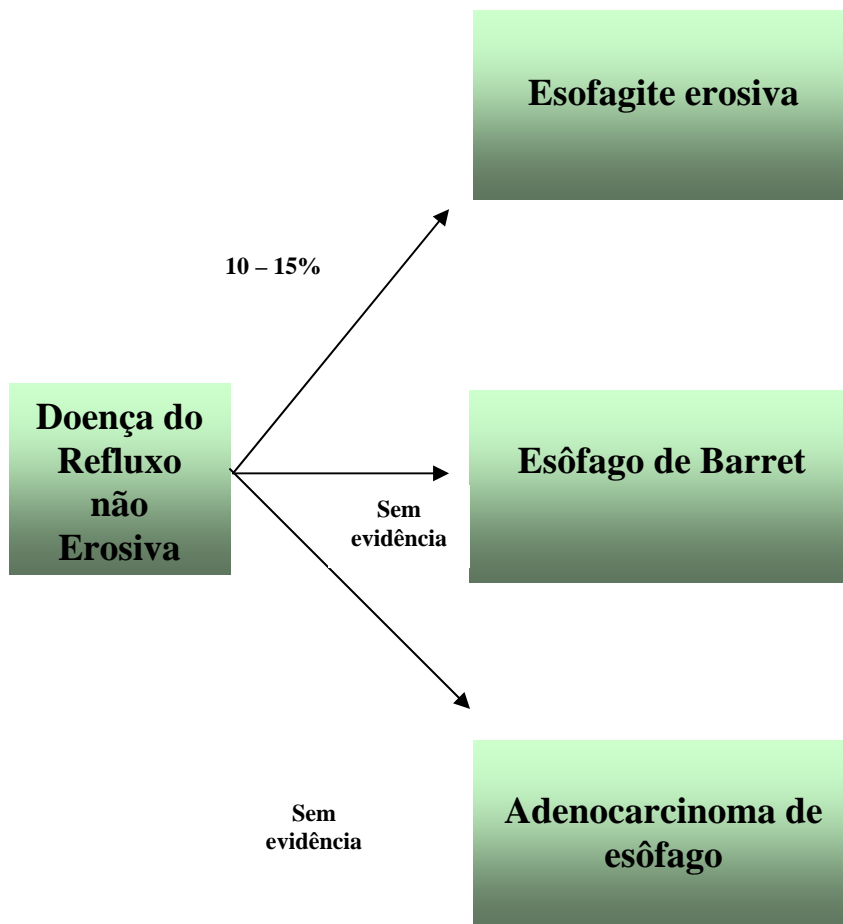 Esofagite erosiva
10 – 15%
Doença do
Refluxo
não
Erosiva
Esôfago de Barret
Sem
evidência
Adenocarcinoma de
esôfago
Sem
evidência